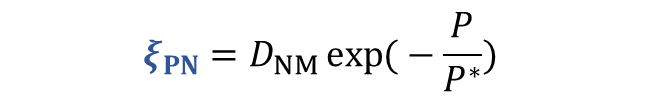 ξ_PN = D_NM exp( − P/P* )